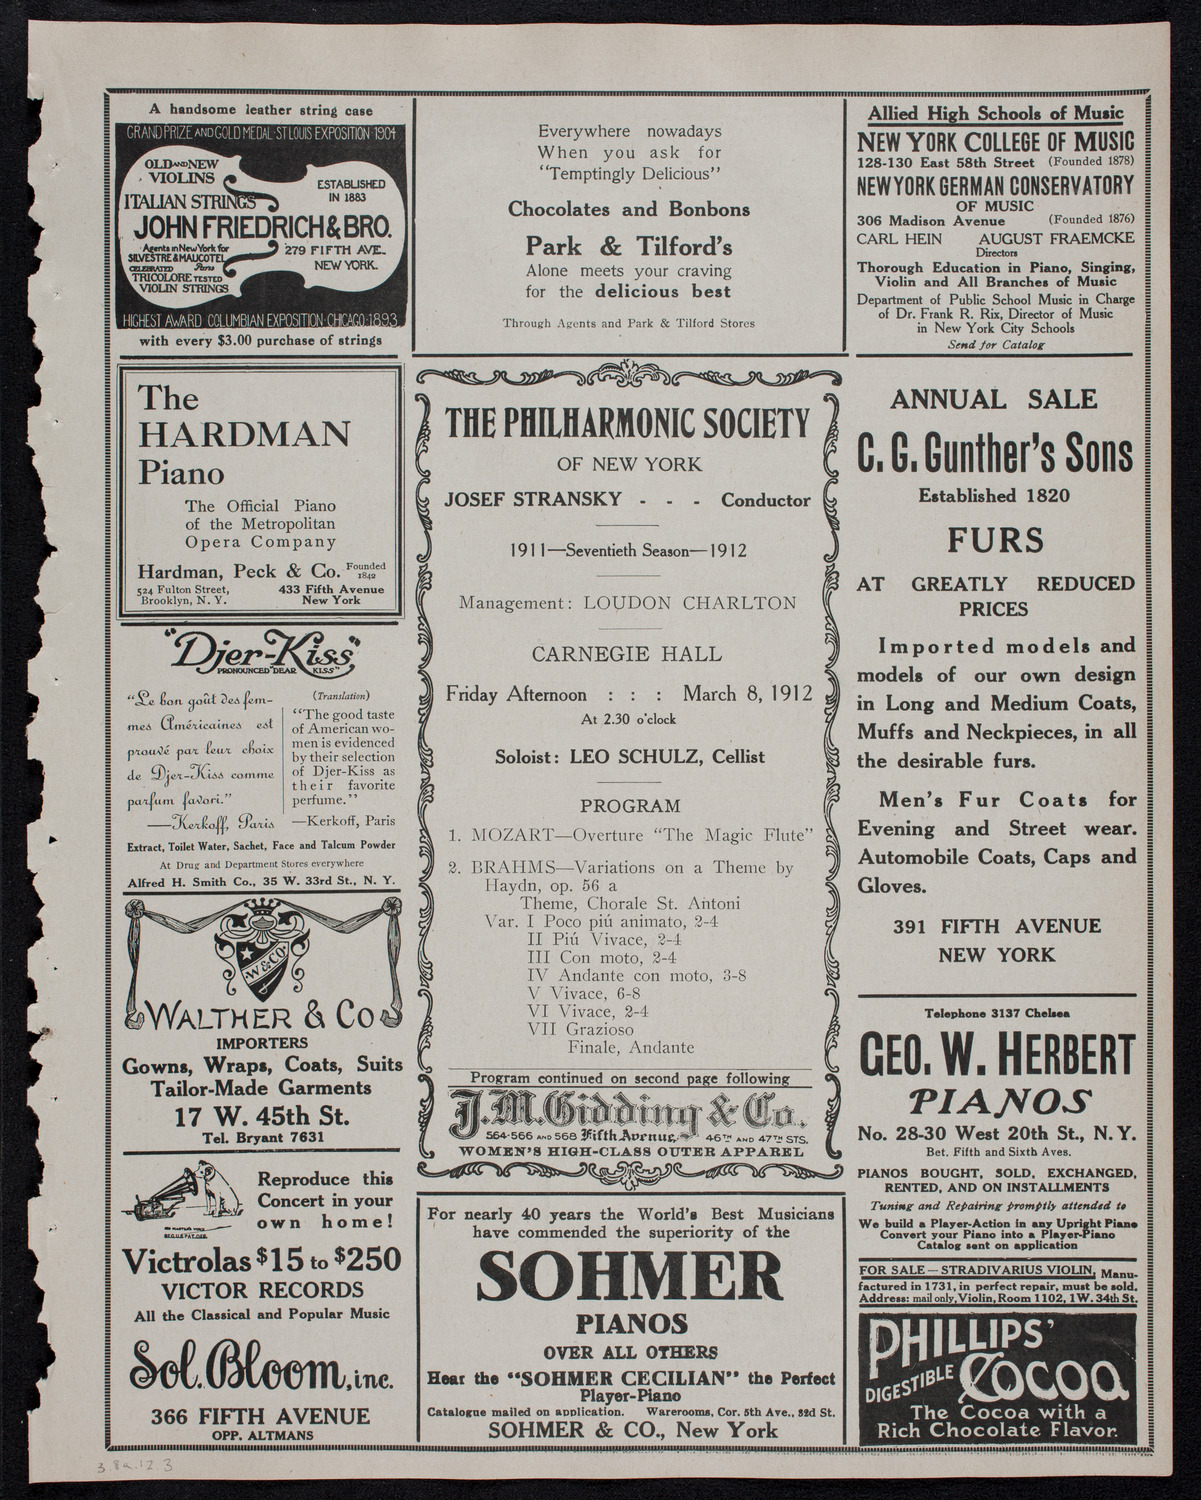 A handsome leather string case
GRAND PRIZE AND GOLD MEDAL·ST LOUIS EXPOSITION·1904
OLD AND NEW
VIOLINS
ITALIAN STRINGS
ESTABLISHED
IN 1883
JOHN FRIEDRICH & BRO.
Agents in New York for
SILVESTRE & MAUCOTEL
CELEBRATED Paris
TRICOLORE TESTED
VIOLIN STRINGS
279 FIFTH AVE.
NEW YORK.
HIGHEST AWARD COLUMBIAN EXPOSITION·CHICAGO·1893
with every $3.00 purchase of strings
The
HARDMAN
Piano
The Official Piano
of the Metropolitan
Opera Company
Hardman, Peck & Co. Founded 1842
524 Fulton Street,
Brooklyn, N. Y.
433 Fifth Avenue
New York
"Djer-Kiss"
PRONOUNCED "DEAR KISS"
"Le bon goût des fem-
mes Américaines est
prouvé par leur choix
de Djer-Kiss comme
parfum favori."
—Kerkoff, Paris
(Translation)
"The good taste
of American wo-
men is evidenced
by their selection
of Djer-Kiss as
their favorite
perfume."
—Kerkoff, Paris
Extract, Toilet Water, Sachet, Face and Talcum Powder
At Drug and Department Stores everywhere
Alfred H. Smith Co., 35 W. 33rd St., N. Y.
W & CO.
WALTHER & CO
IMPORTERS
Gowns, Wraps, Coats, Suits
Tailor-Made Garments
17 W. 45th St.
Tel. Bryant 7631
Reproduce this
Concert in your
own home!
HIS MASTER'S VOICE
REG.U.S.PAT.OFF.
Victrolas $15 to $250
VICTOR RECORDS
All the Classical and Popular Music
Sol. Bloom, inc.
366 FIFTH AVENUE
OPP. ALTMANS
Everywhere nowadays
When you ask for
"Temptingly Delicious"
Chocolates and Bonbons
Park & Tilford's
Alone meets your craving
for the delicious best
Through Agents and Park & Tilford Stores
THE PHILHARMONIC SOCIETY
OF NEW YORK
JOSEF STRANSKY - - - Conductor
1911—Seventieth Season—1912
Management: LOUDON CHARLTON
CARNEGIE HALL
Friday Afternoon : : : March 8, 1912
At 2.30 o'clock
Soloist: LEO SCHULZ, Cellist
PROGRAM
1. MOZART—Overture "The Magic Flute"
2. BRAHMS—Variations on a Theme by
Haydn, op. 56 a
Theme, Chorale St. Antoni
Var. I Poco piú animato, 2-4
II Piú Vivace, 2-4
III Con moto, 2-4
IV Andante con moto, 3-8
V Vivace, 6-8
VI Vivace, 2-4
VII Grazioso
Finale, Andante
Program continued on second page following
J. M. Gidding & Co.
564-566 AND 568 Fifth Avenue 46TH AND 47TH STS.
WOMEN'S HIGH-CLASS OUTER APPAREL
For nearly 40 years the World's Best Musicians
have commended the superiority of the
SOHMER
PIANOS
OVER ALL OTHERS
Hear the "SOHMER CECILIAN" the Perfect
Player-Piano
Catalogue mailed on application. Warerooms, Cor. 5th Ave., 32d St.
SOHMER & CO., New York
Allied High Schools of Music
NEW YORK COLLEGE OF MUSIC
128-130 East 58th Street (Founded 1878)
NEW YORK GERMAN CONSERVATORY
OF MUSIC
306 Madison Avenue (Founded 1876)
CARL HEIN AUGUST FRAEMCKE
Directors
Thorough Education in Piano, Singing,
Violin and All Branches of Music
Department of Public School Music in Charge
of Dr. Frank R. Rix, Director of Music
in New York City Schools
Send for Catalog
ANNUAL SALE
C. G. Gunther's Sons
Established 1820
FURS
AT GREATLY REDUCED
PRICES
Imported models and
models of our own design
in Long and Medium Coats,
Muffs and Neckpieces, in all
the desirable furs.
Men's Fur Coats for
Evening and Street wear.
Automobile Coats, Caps and
Gloves.
391 FIFTH AVENUE
NEW YORK
Telephone 3137 Chelsea
GEO. W. HERBERT
PIANOS
No. 28-30 West 20th St., N. Y.
Bet. Fifth and Sixth Aves.
PIANOS BOUGHT, SOLD, EXCHANGED,
RENTED, AND ON INSTALLMENTS
Tuning and Repairing promptly attended to
We build a Player-Action in any Upright Piano
Convert your Piano into a Player-Piano
Catalog sent on application
FOR SALE—STRADIVARIUS VIOLIN, Manu-
factured in 1731, in perfect repair, must be sold.
Address: mail only, Violin, Room 1102, 1 W. 34th St.
PHILLIPS'
DIGESTIBLE COCOA
The Cocoa with a
Rich Chocolate Flavor.
3.8a.12.3